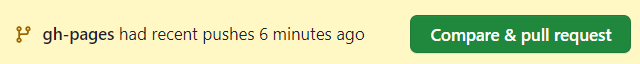 gh-pages had recent pushes 6 minutes ago Compare & pull request